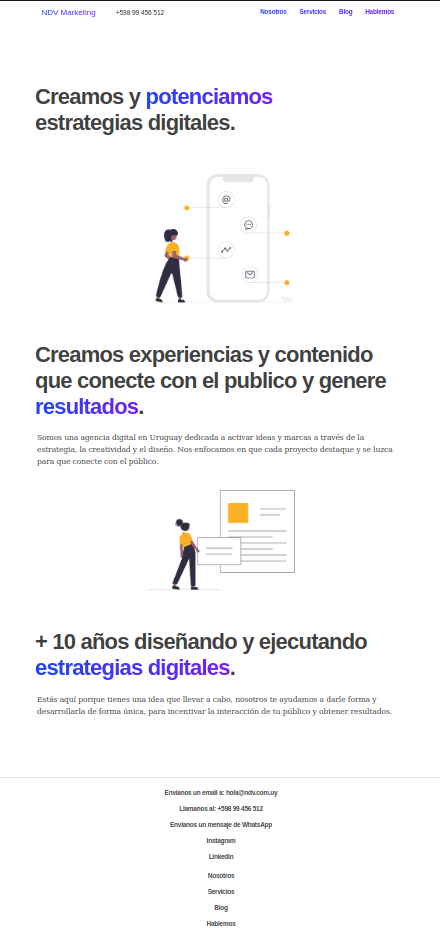 NDV Marketing +598 99 456 512 Nosotros Servicios Blog Hablemos
Creamos y potenciamos
estrategias digitales.
Creamos experiencias y contenido
que conecte con el publico y genere
resultados.
Somos una agencia digital en Uruguay dedicada a activar ideas y marcas a través de la
estrategia, la creatividad y el diseño. Nos enfocamos en que cada proyecto destaque y se luzca
para que conecte con el público.
+ 10 años diseñando y ejecutando
estrategias digitales.
Estás aquí porque tienes una idea que llevar a cabo, nosotros te ayudamos a darle forma y
desarrollarla de forma única, para incentivar la interacción de tu público y obtener resultados.
Envianos un email a: hola@ndv.com.uy
Llamanos al: +598 99 456 512
Envíanos un mensaje de WhatsApp
Instagram
Linkedin
Nosotros
Servicios
Blog
Hablemos